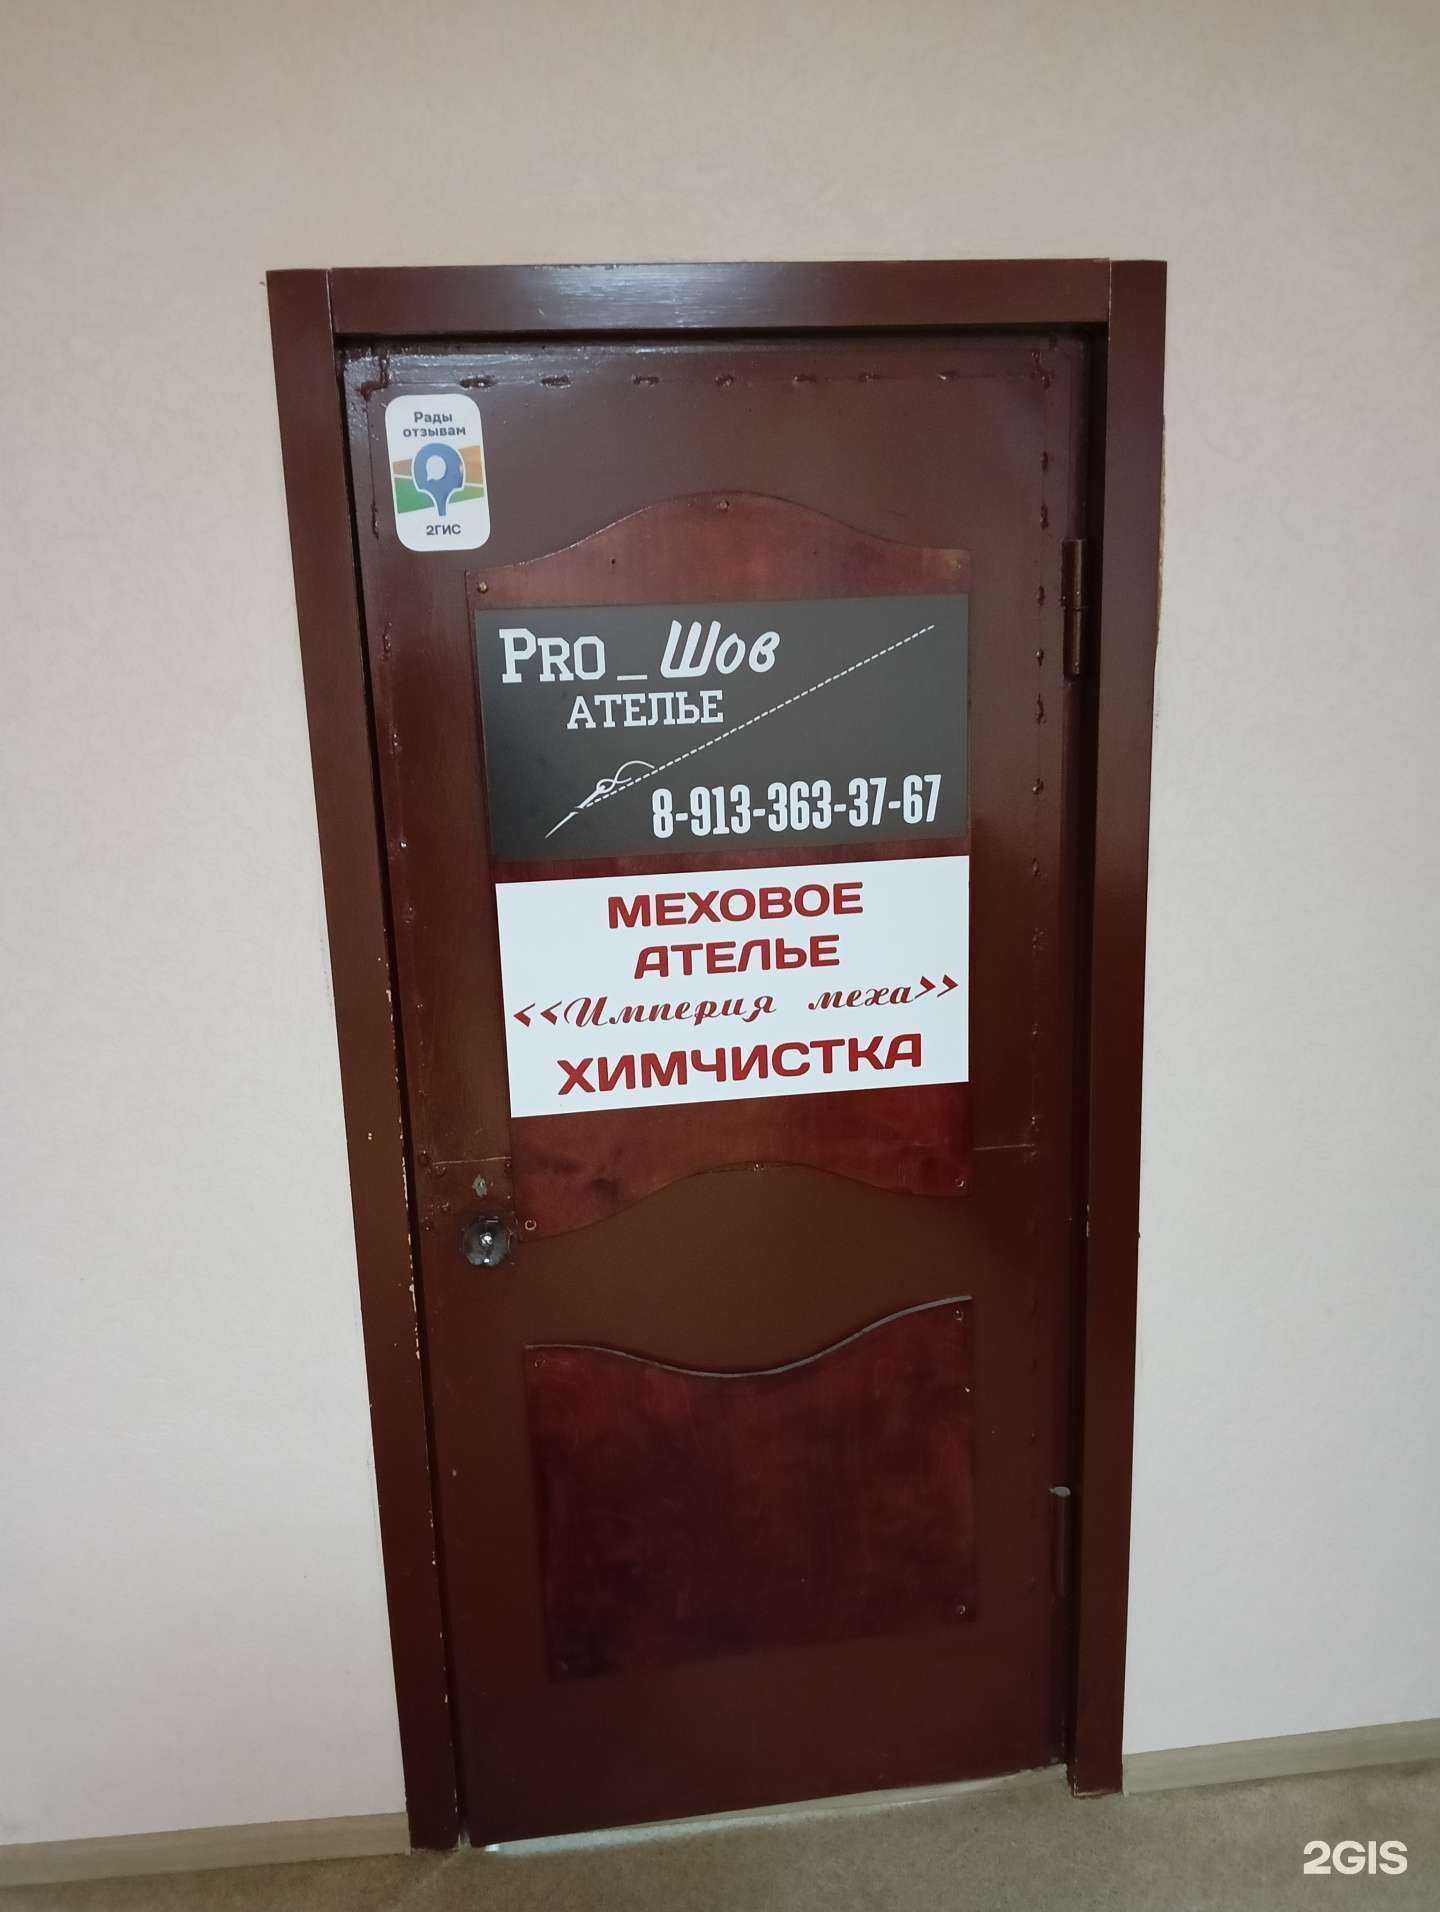 Рады
отзывам
2ГИС
PRO_Шов
АТЕЛЬЕ
8-913-363-37-67
МЕХОВОЕ
АТЕЛЬЕ
<<Империя меха>>
ХИМЧИСТКА
2GIS